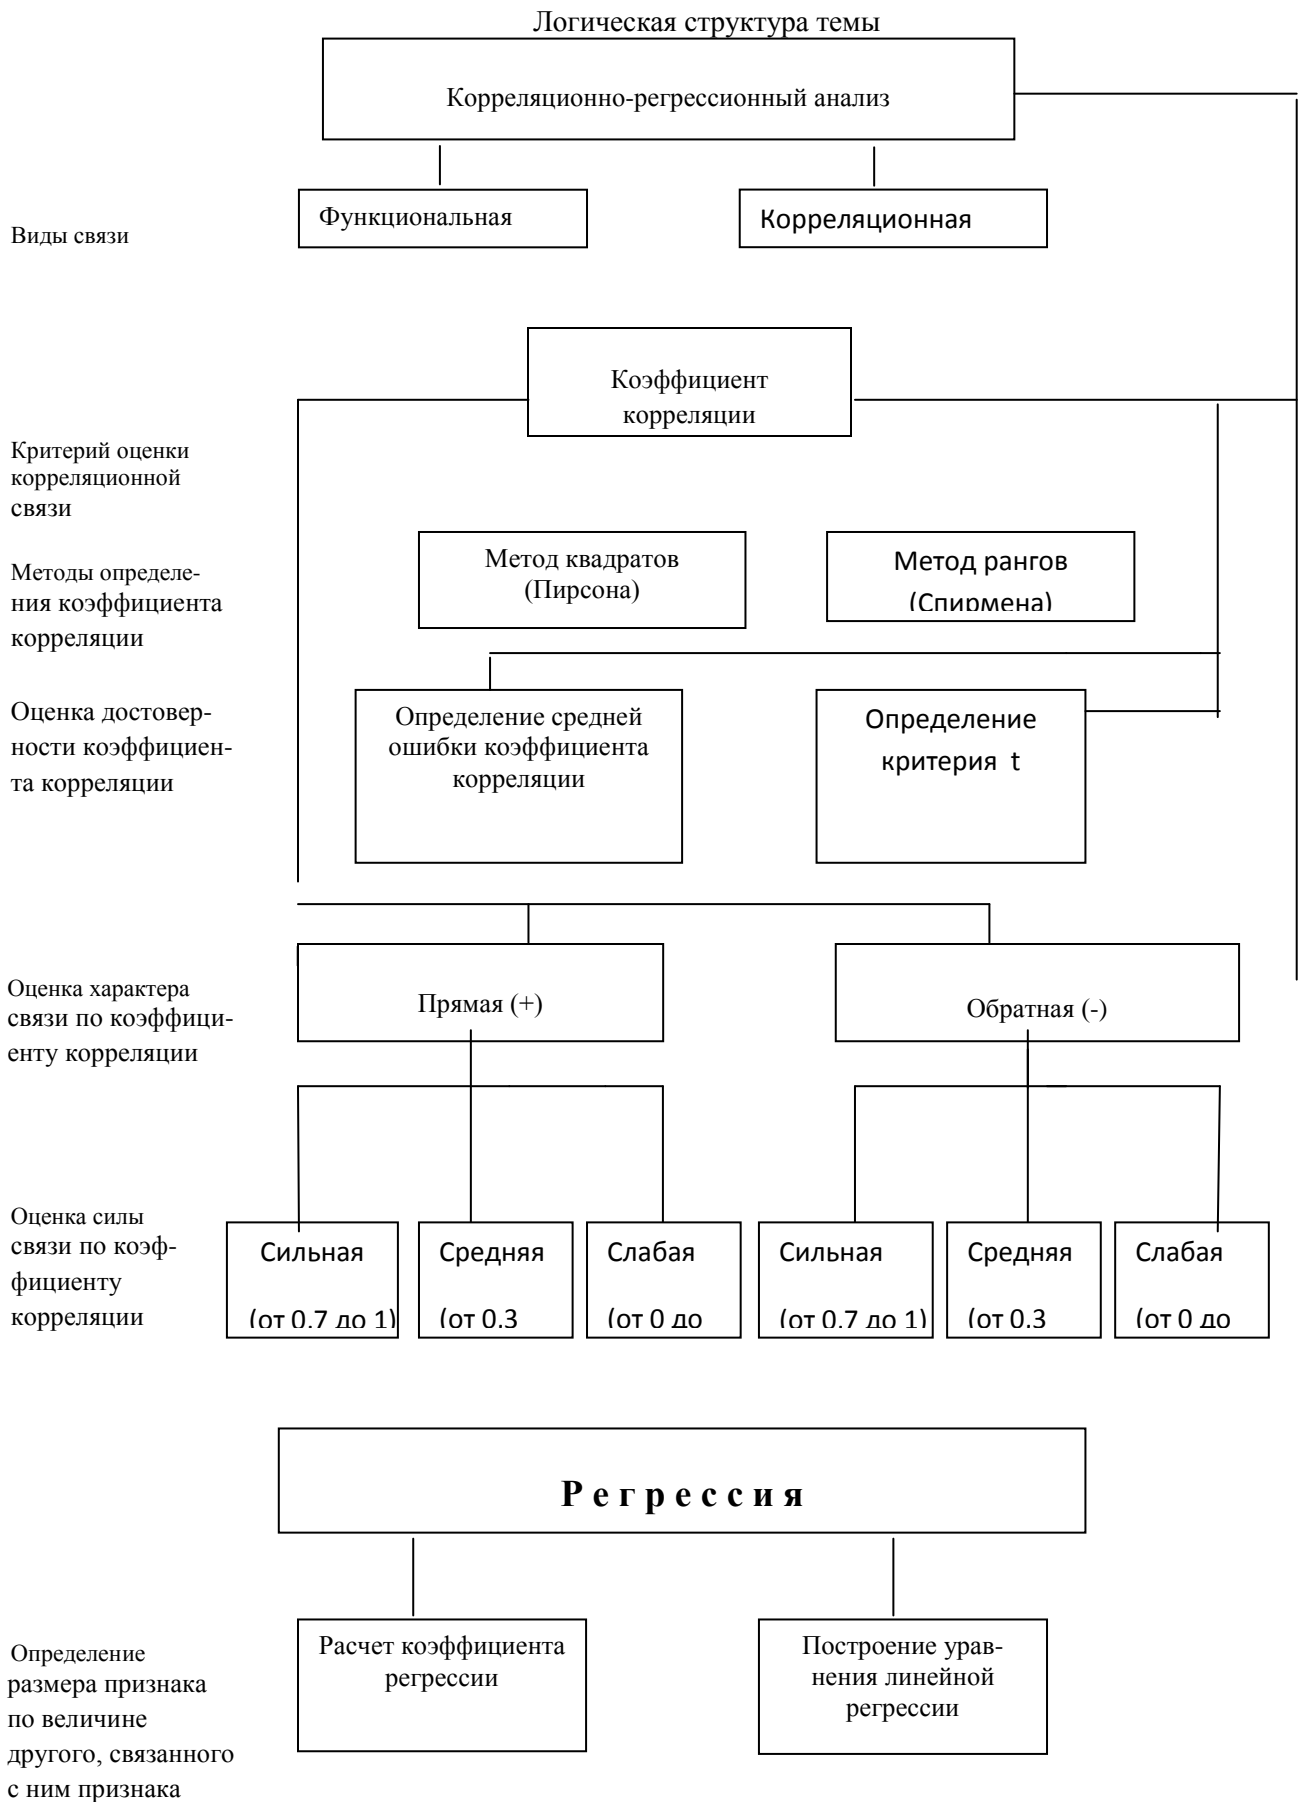 Логическая структура темы
Корреляционно-регрессионный анализ
Виды связи
Функциональная
Корреляционная
Коэффициент
корреляции
Критерий оценки
корреляционной
связи
Методы определе-
ния коэффициента
корреляции
Метод квадратов
(Пирсона)
Метод рангов
(Спирмена)
Оценка достовер-
ности коэффициен-
та корреляции
Определение средней
ошибки коэффициента
корреляции
Определение
критерия t
Оценка характера
связи по коэффици-
енту корреляции
Прямая (+)
Обратная (-)
Оценка силы
связи по коэф-
фициенту
корреляции
Сильная
(от 0.7 до 1)
Средняя
(от 0.3
Слабая
(от 0 до
Сильная
(от 0.7 до 1)
Средняя
(от 0.3
Слабая
(от 0 до
Р е г р е с с и я
Определение
размера признака
по величине
другого, связанного
с ним признака
Расчет коэффициента
регрессии
Построение урав-
нения линейной
регрессии